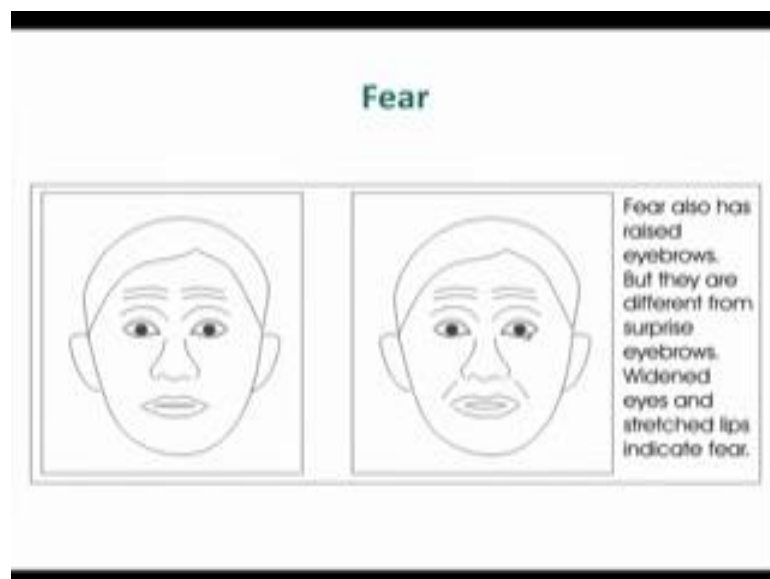 Fear
Fear also has
raised
eyebrows.
But they are
different from
surprise
eyebrows.
Widened
eyes and
stretched lips
indicate fear.